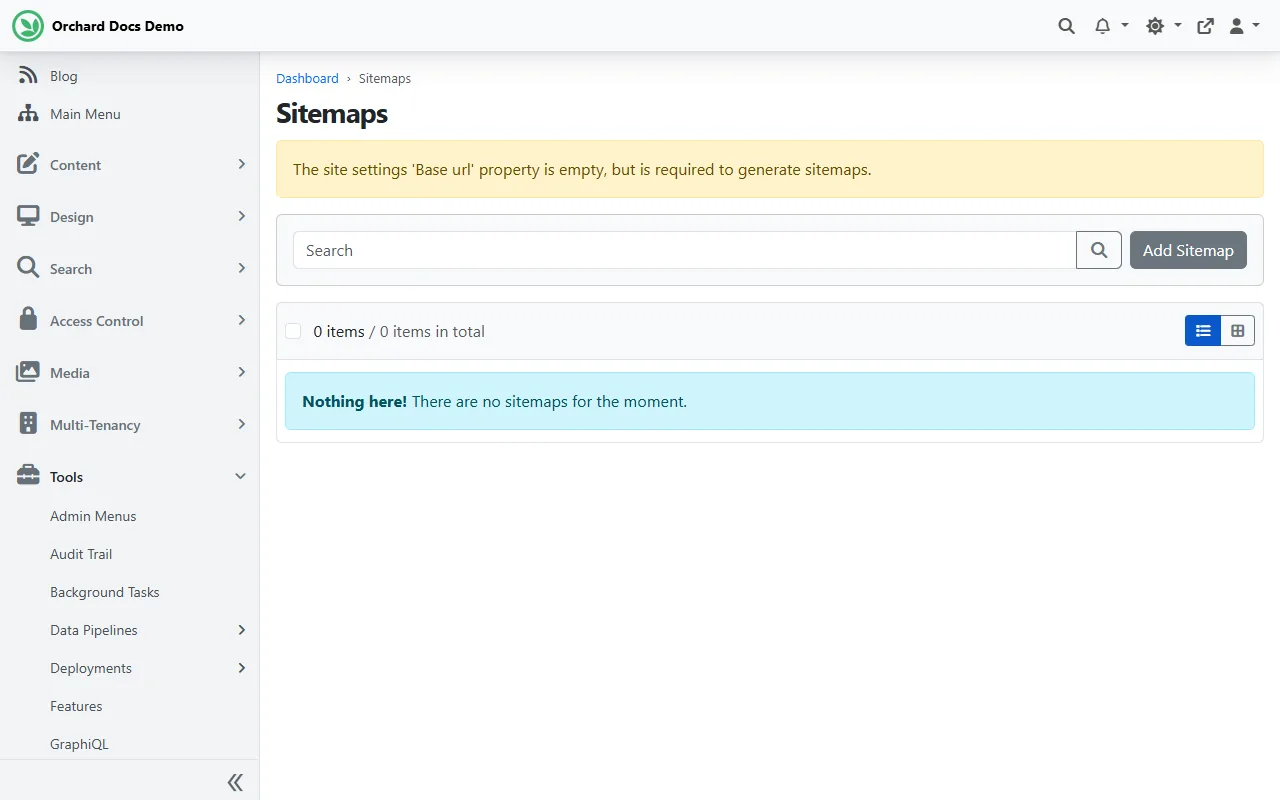 Orchard Docs Demo
Blog
Main Menu
Content
Design
Search
Access Control
Media
Multi-Tenancy
Tools
Admin Menus
Audit Trail
Background Tasks
Data Pipelines
Deployments
Features
GraphiQL
Dashboard › Sitemaps
Sitemaps
The site settings 'Base url' property is empty, but is required to generate sitemaps.
Search
Add Sitemap
0 items / 0 items in total
Nothing here! There are no sitemaps for the moment.